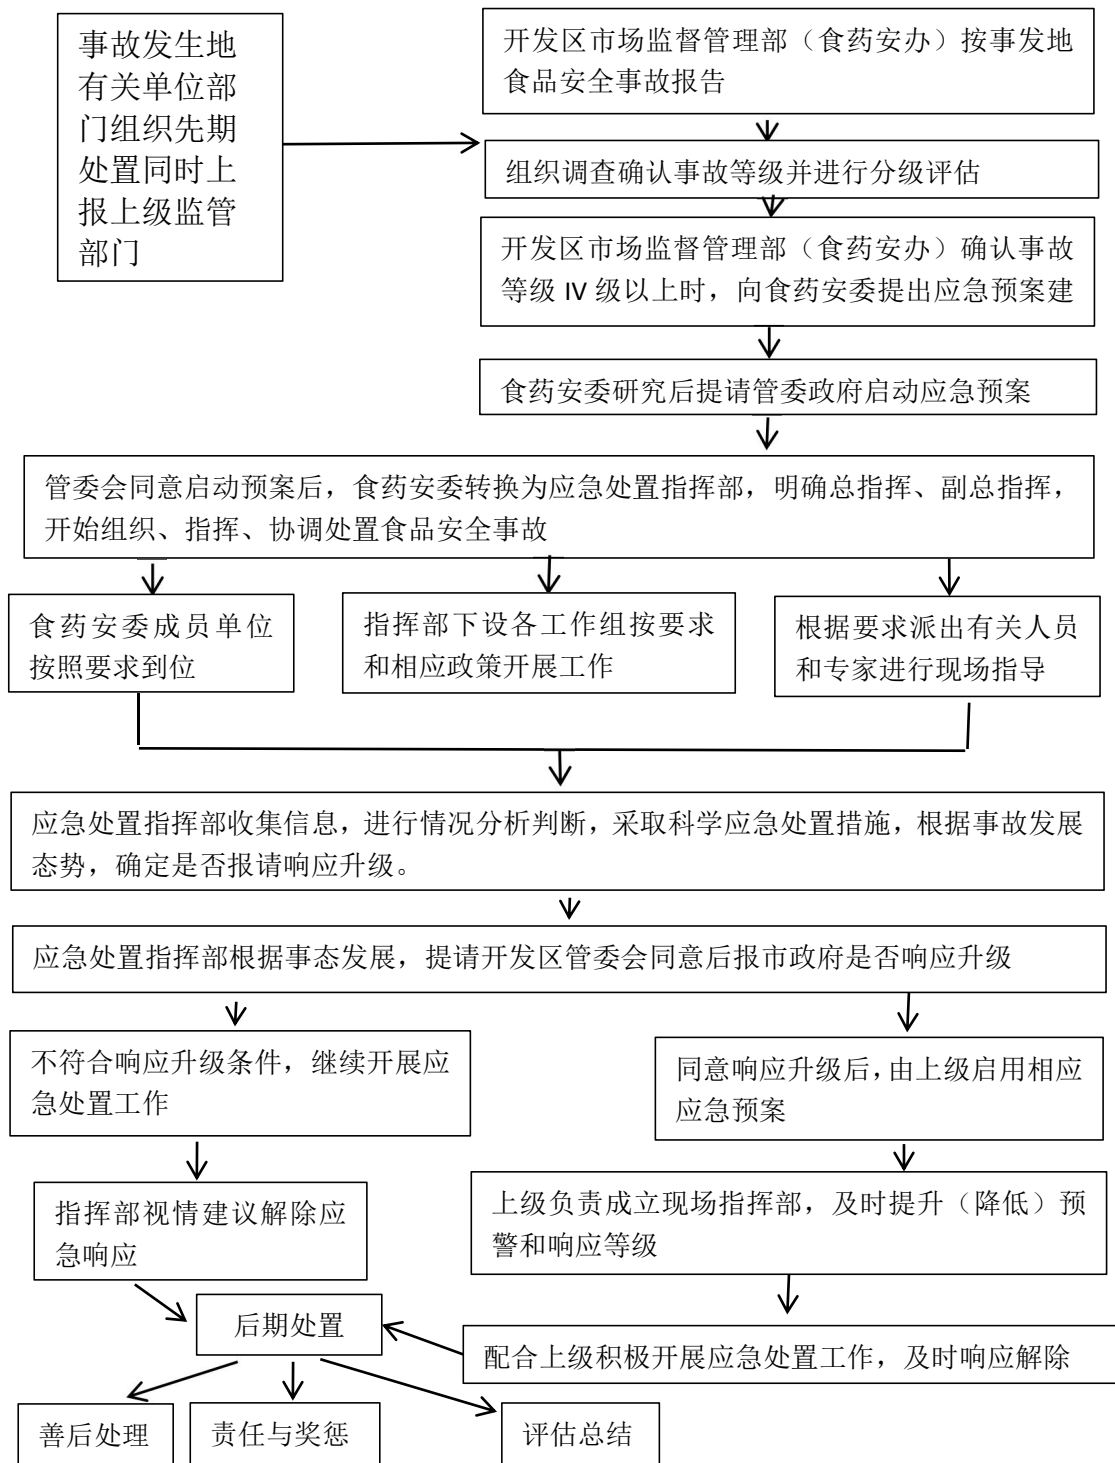 事故发生地
有关单位部
门组织先期
处置同时上
报上级监管
部门
开发区市场监督管理部（食药安办）按事发地
食品安全事故报告
组织调查确认事故等级并进行分级评估
开发区市场监督管理部（食药安办）确认事故
等级 IV 级以上时，向食药安委提出应急预案建
食药安委研究后提请管委政府启动应急预案
管委会同意启动预案后，食药安委转换为应急处置指挥部，明确总指挥、副总指挥，
开始组织、指挥、协调处置食品安全事故
食药安委成员单位
按照要求到位
指挥部下设各工作组按要求
和相应政策开展工作
根据要求派出有关人员
和专家进行现场指导
应急处置指挥部收集信息，进行情况分析判断，采取科学应急处置措施，根据事故发展
态势，确定是否报请响应升级。
应急处置指挥部根据事态发展，提请开发区管委会同意后报市政府是否响应升级
不符合响应升级条件，继续开展应
急处置工作
同意响应升级后，由上级启用相应
应急预案
指挥部视情建议解除应
急响应
上级负责成立现场指挥部，及时提升（降低）预
警和响应等级
后期处置
配合上级积极开展应急处置工作，及时响应解除
善后处理
责任与奖惩
评估总结